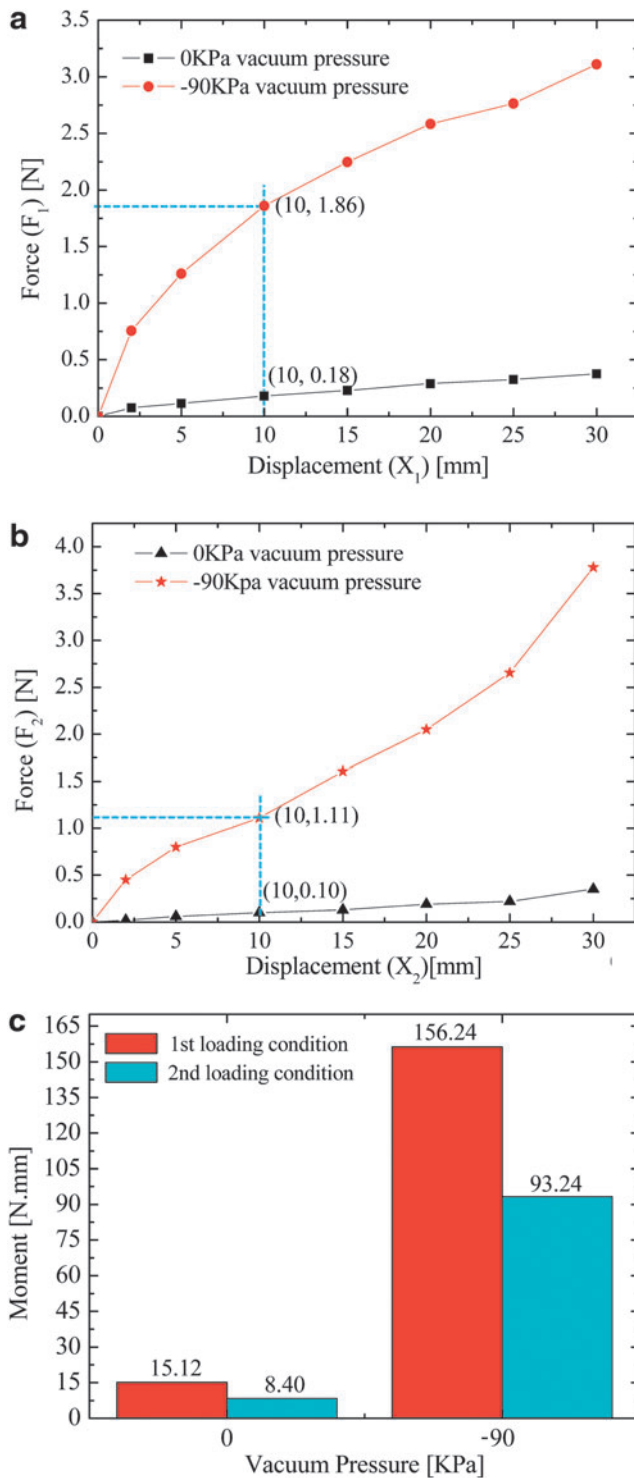 a
0KPa vacuum pressure
-90KPa vacuum pressure
3.5
3.0
2.5
2.0
1.5
1.0
0.5
0.0
Force (F₁) [N]
(10, 1.86)
(10, 0.18)
0 5 10 15 20 25 30
Displacement (X₁) [mm]
b
0KPa vacuum pressure
-90Kpa vacuum pressure
4.0
3.5
3.0
2.5
2.0
1.5
1.0
0.5
0.0
Force (F₂) [N]
(10,1.11)
(10,0.10)
0 5 10 15 20 25 30
Displacement (X₂)[mm]
c
1st loading condition
2nd loading condition
165
150
135
120
105
90
75
60
45
30
15
0
Moment [N.mm]
156.24
93.24
15.12
8.40
0 -90
Vacuum Pressure [KPa]